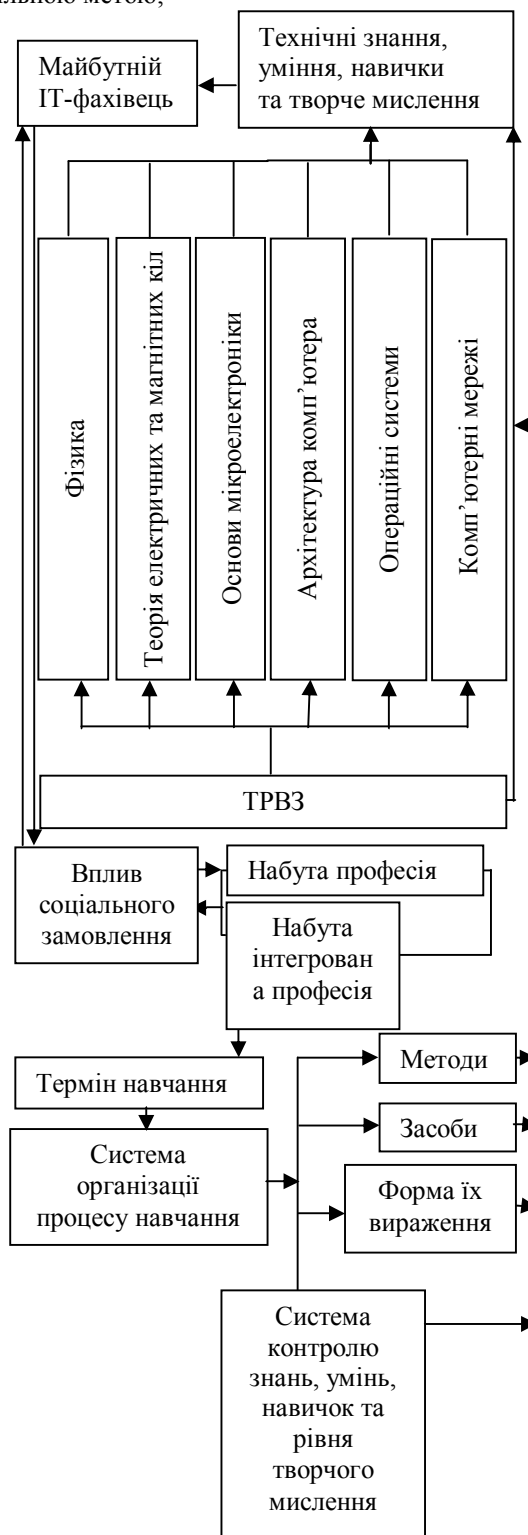 ільною метою,
Майбутній
ІТ-фахівець
Технічні знання,
уміння, навички
та творче мислення
Фізика
Теорія електричних та магнітних кіл
Основи мікроелектроніки
Архітектура комп’ютера
Операційні системи
Комп’ютерні мережі
ТРВЗ
Вплив
соціального
замовлення
Набута професія
Набута
інтегрован
а професія
Термін навчання
Система
організації
процесу навчання
Методи
Засоби
Форма їх
вираження
Система
контролю
знань, умінь,
навичок та
рівня
творчого
мислення